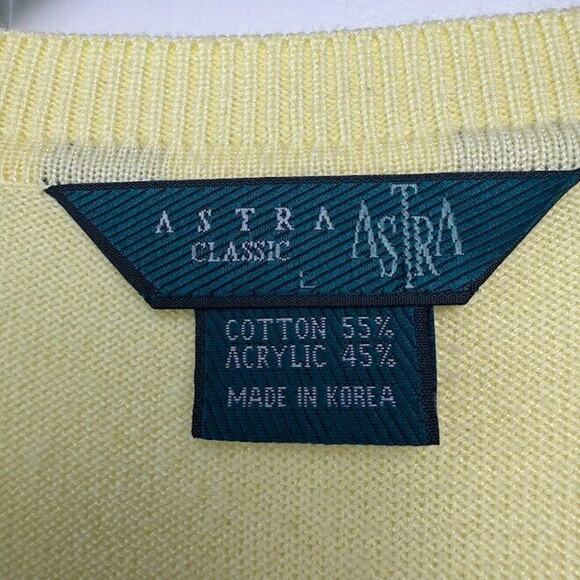 ASTRA
CLASSIC
ASTRA
L
COTTON 55%
ACRYLIC 45%
MADE IN KOREA